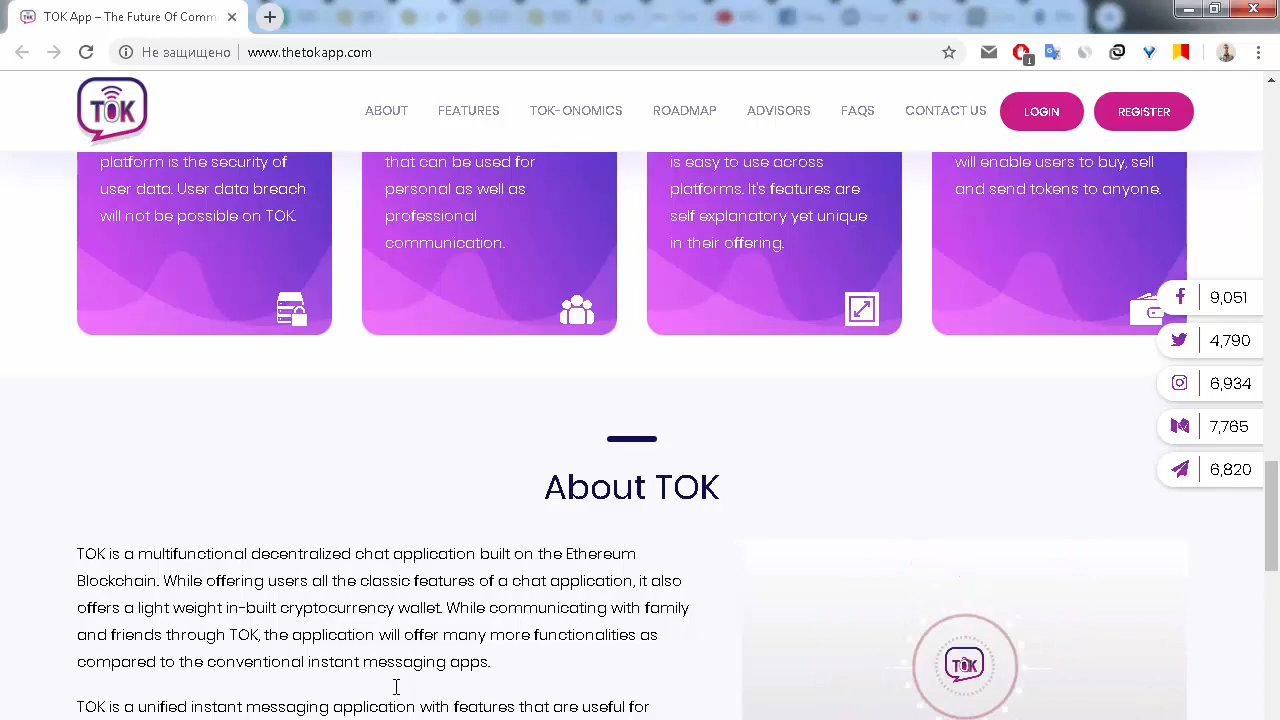 TOK App – The Future Of Comm
Не защищено
www.thetokapp.com
1
TOK
ABOUT
FEATURES
TOK-ONOMICS
ROADMAP
ADVISORS
FAQS
CONTACT US
LOGIN
REGISTER
platform is the security of
user data. User data breach
will not be possible on TOK.
that can be used for
personal as well as
professional
communication.
is easy to use across
platforms. It's features are
self explanatory yet unique
in their offering.
will enable users to buy, sell
and send tokens to anyone.
9,051
4,790
6,934
7,765
6,820
About TOK
TOK is a multifunctional decentralized chat application built on the Ethereum
Blockchain. While offering users all the classic features of a chat application, it also
offers a light weight in-built cryptocurrency wallet. While communicating with family
and friends through TOK, the application will offer many more functionalities as
compared to the conventional instant messaging apps.
TOK is a unified instant messaging application with features that are useful for
TOK